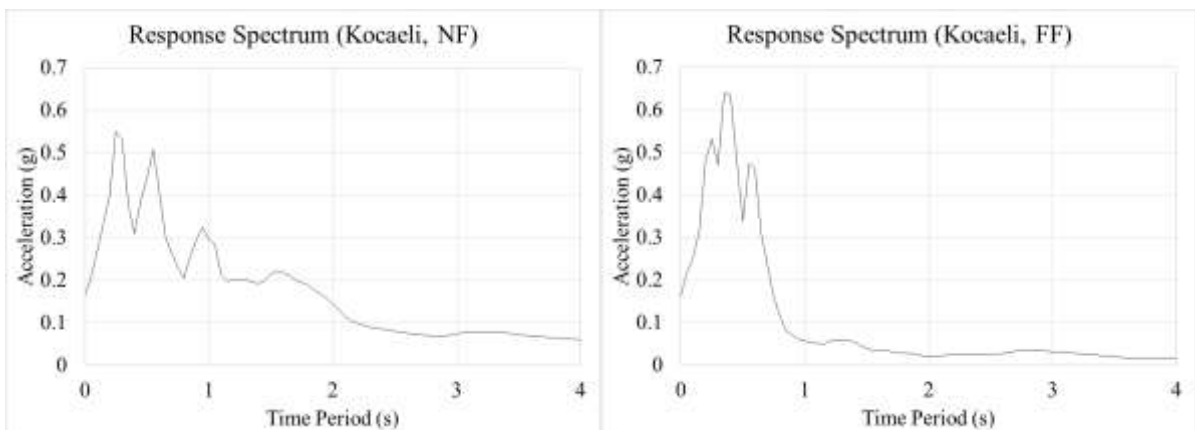 Response Spectrum (Kocaeli, NF)
0.7
0.6
0.5
0.4
0.3
0.2
0.1
0
Acceleration (g)
0 1 2 3 4
Time Period (s)
Response Spectrum (Kocaeli, FF)
0.7
0.6
0.5
0.4
0.3
0.2
0.1
0
Acceleration (g)
0 1 2 3 4
Time Period (s)